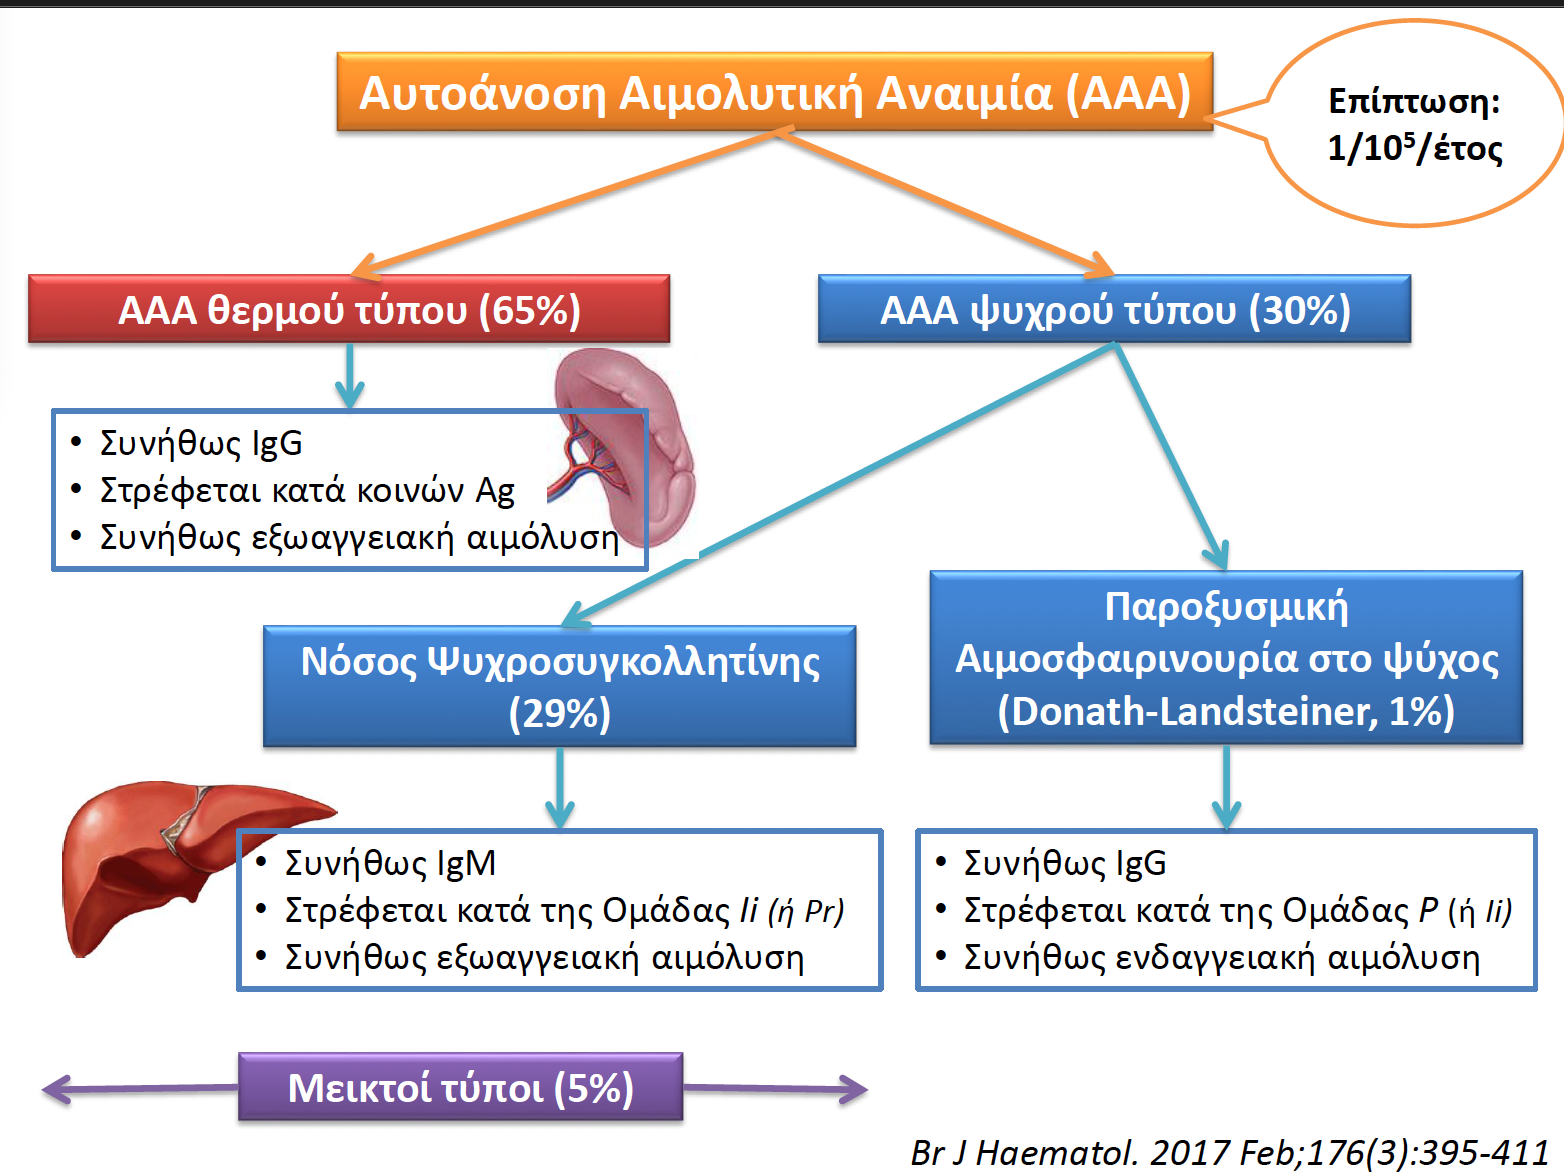 Αυτοάνοση Αιμολυτική Αναιμία (ΑΑΑ)
Επίπτωση:
1/10⁵/έτος
ΑΑΑ θερμού τύπου (65%)
ΑΑΑ ψυχρού τύπου (30%)
• Συνήθως IgG
• Στρέφεται κατά κοινών Ag
• Συνήθως εξωαγγειακή αιμόλυση
Νόσος Ψυχροσυγκολλητίνης
(29%)
Παροξυσμική
Αιμοσφαιρινουρία στο ψύχος
(Donath-Landsteiner, 1%)
• Συνήθως IgM
• Στρέφεται κατά της Ομάδας Ii (ή Pr)
• Συνήθως εξωαγγειακή αιμόλυση
• Συνήθως IgG
• Στρέφεται κατά της Ομάδας P (ή Ii)
• Συνήθως ενδαγγειακή αιμόλυση
Μεικτοί τύποι (5%)
Br J Haematol. 2017 Feb;176(3):395-411